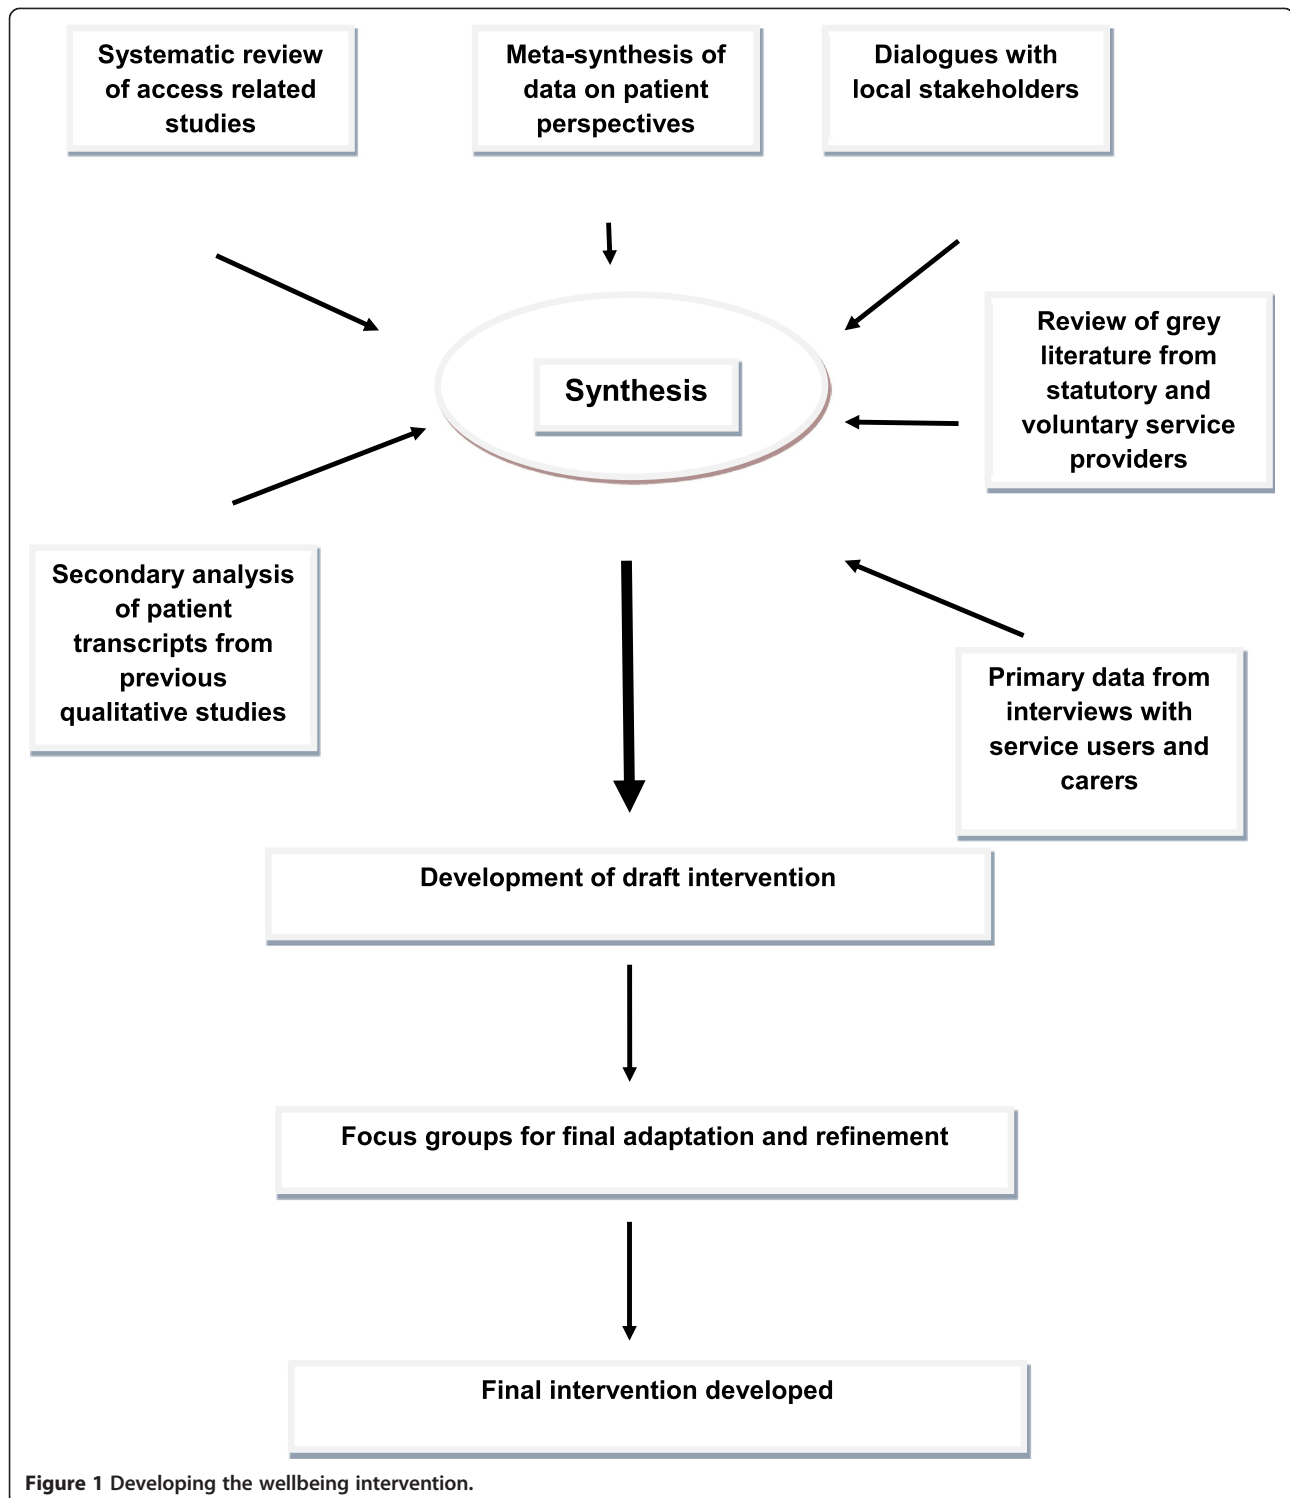 Systematic review
of access related
studies
Meta-synthesis of
data on patient
perspectives
Dialogues with
local stakeholders
Review of grey
literature from
statutory and
voluntary service
providers
Synthesis
Secondary analysis
of patient
transcripts from
previous
qualitative studies
Primary data from
interviews with
service users and
carers
Development of draft intervention
Focus groups for final adaptation and refinement
Final intervention developed
Figure 1 Developing the wellbeing intervention.